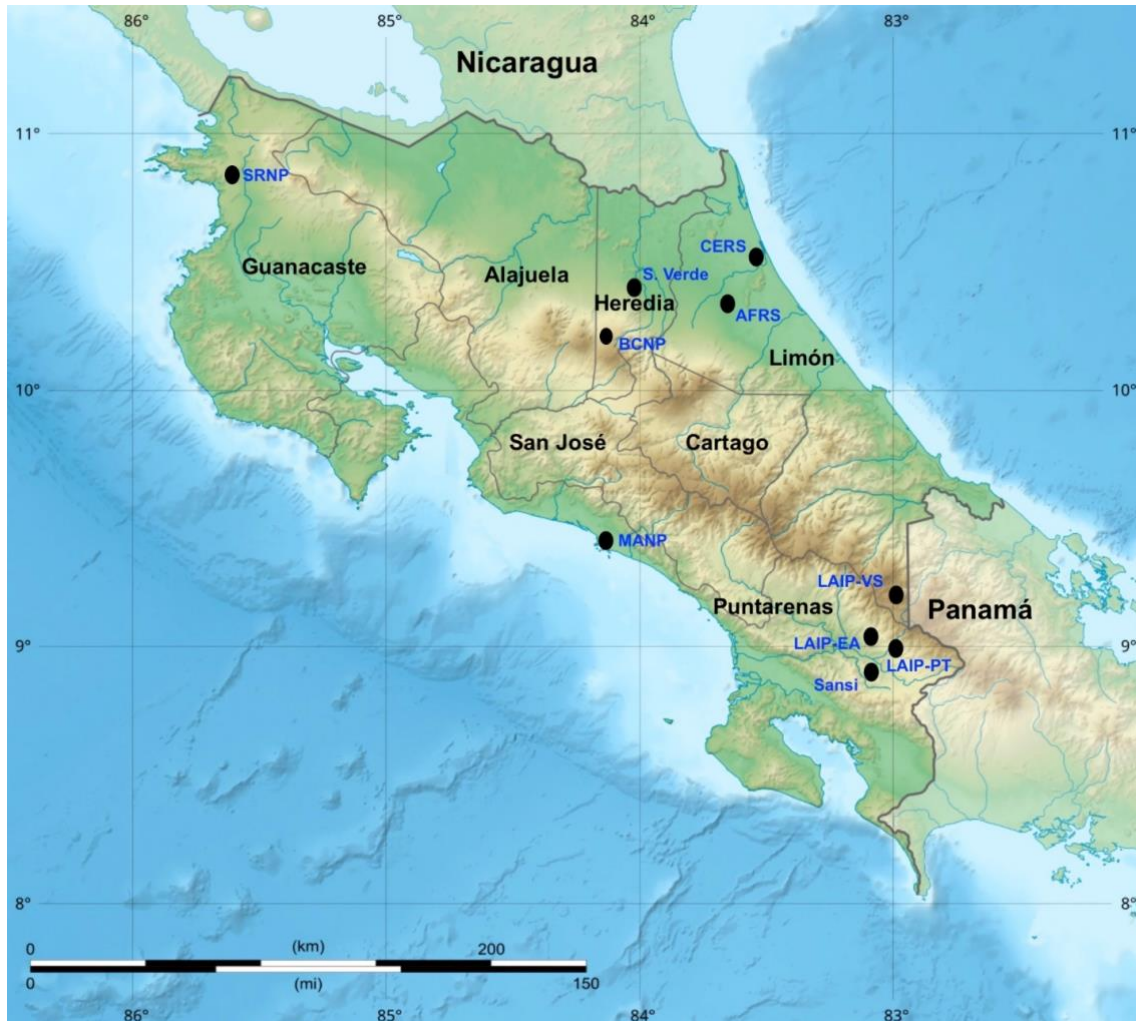 86°
85°
84°
83°
Nicaragua
11°
11°
SRNP
CERS
Guanacaste
Alajuela
S. Verde
Heredia
AFRS
BCNP
Limón
10°
10°
San José
Cartago
MANP
LAIP-VS
Puntarenas
Panamá
LAIP-EA
9°
9°
LAIP-PT
Sansi
8°
8°
0
(km)
200
0
(mi)
150
86°
85°
84°
83°